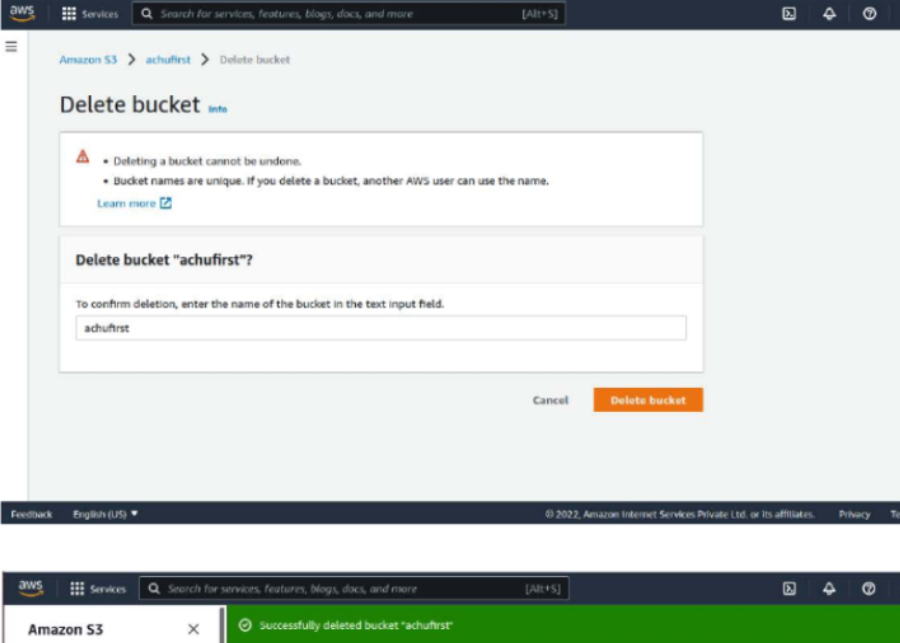 aws Services Search for services, features, blogs, docs, and more [Alt+S]
Amazon S3 > achufirst > Delete bucket
Delete bucket Info
• Deleting a bucket cannot be undone.
• Bucket names are unique. If you delete a bucket, another AWS user can use the name.
Learn more
Delete bucket "achufirst"?
To confirm deletion, enter the name of the bucket in the text input field.
achufirst
Cancel Delete bucket
Feedback English (US) ▼ © 2022, Amazon Internet Services Private Ltd. or its affiliates. Privacy Te
aws Services Search for services, features, blogs, docs, and more [Alt+S]
Amazon S3 × Successfully deleted bucket "achufirst"